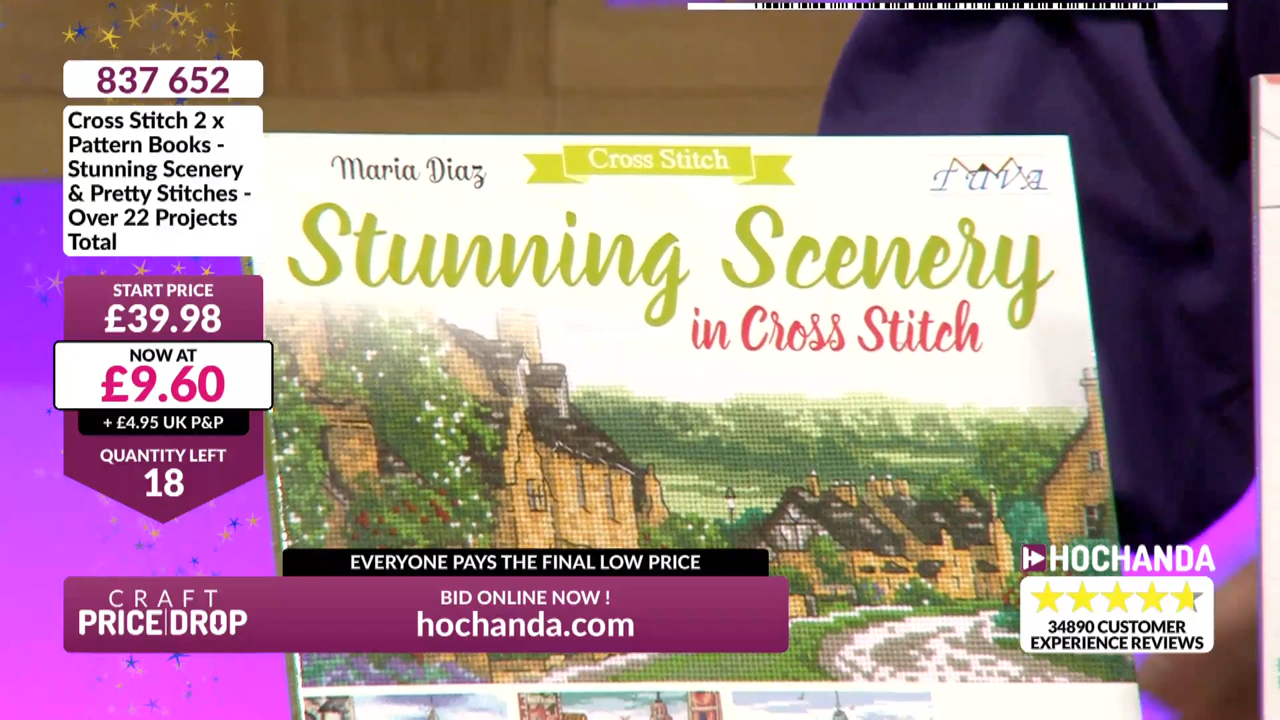 837 652
Cross Stitch 2 x
Pattern Books -
Stunning Scenery
& Pretty Stitches -
Over 22 Projects
Total
START PRICE
£39.98
NOW AT
£9.60
+ £4.95 UK P&P
QUANTITY LEFT
18
Maria Diaz
Cross Stitch
TUVA
Stunning Scenery
in Cross Stitch
EVERYONE PAYS THE FINAL LOW PRICE
CRAFT
PRICE DROP
BID ONLINE NOW !
hochanda.com
HOCHANDA
34890 CUSTOMER
EXPERIENCE REVIEWS